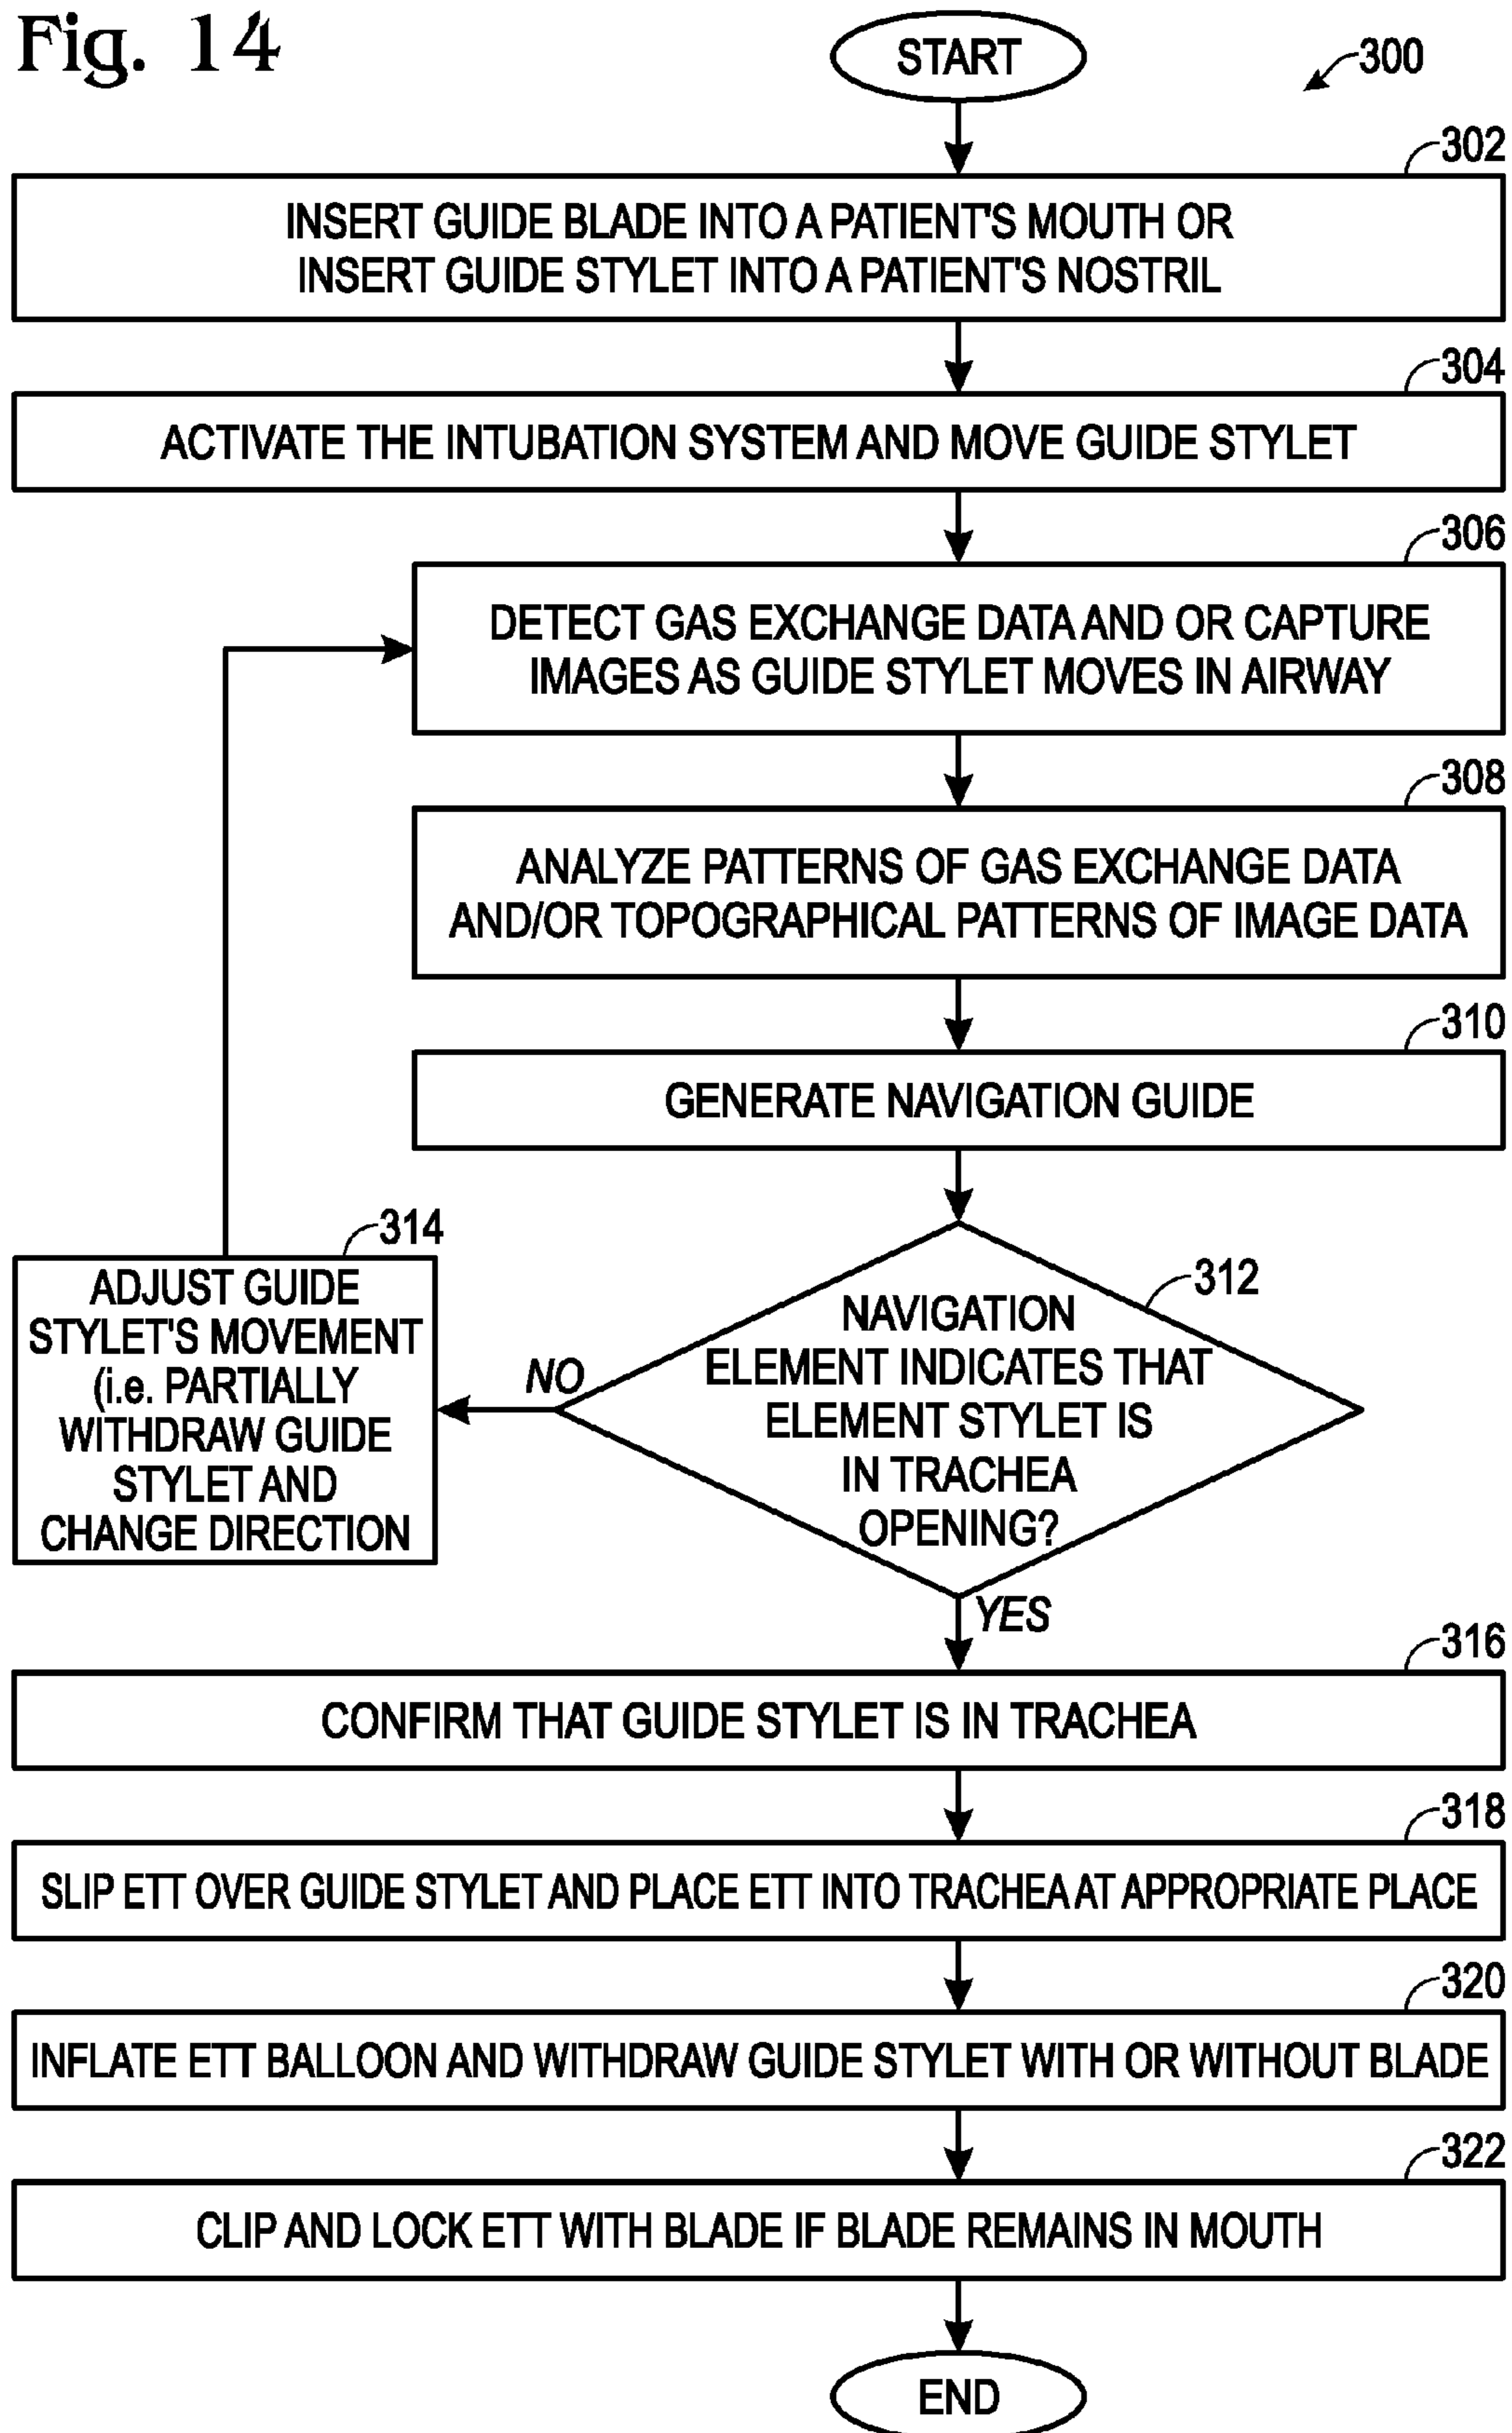 Fig. 14
START
300
302
INSERT GUIDE BLADE INTO A PATIENT'S MOUTH OR
INSERT GUIDE STYLET INTO A PATIENT'S NOSTRIL
304
ACTIVATE THE INTUBATION SYSTEM AND MOVE GUIDE STYLET
306
DETECT GAS EXCHANGE DATA AND OR CAPTURE
IMAGES AS GUIDE STYLET MOVES IN AIRWAY
308
ANALYZE PATTERNS OF GAS EXCHANGE DATA
AND/OR TOPOGRAPHICAL PATTERNS OF IMAGE DATA
310
GENERATE NAVIGATION GUIDE
312
NAVIGATION
ELEMENT INDICATES THAT
ELEMENT STYLET IS
IN TRACHEA
OPENING?
NO
314
ADJUST GUIDE
STYLET'S MOVEMENT
(i.e. PARTIALLY
WITHDRAW GUIDE
STYLET AND
CHANGE DIRECTION
YES
316
CONFIRM THAT GUIDE STYLET IS IN TRACHEA
318
SLIP ETT OVER GUIDE STYLET AND PLACE ETT INTO TRACHEA AT APPROPRIATE PLACE
320
INFLATE ETT BALLOON AND WITHDRAW GUIDE STYLET WITH OR WITHOUT BLADE
322
CLIP AND LOCK ETT WITH BLADE IF BLADE REMAINS IN MOUTH
END